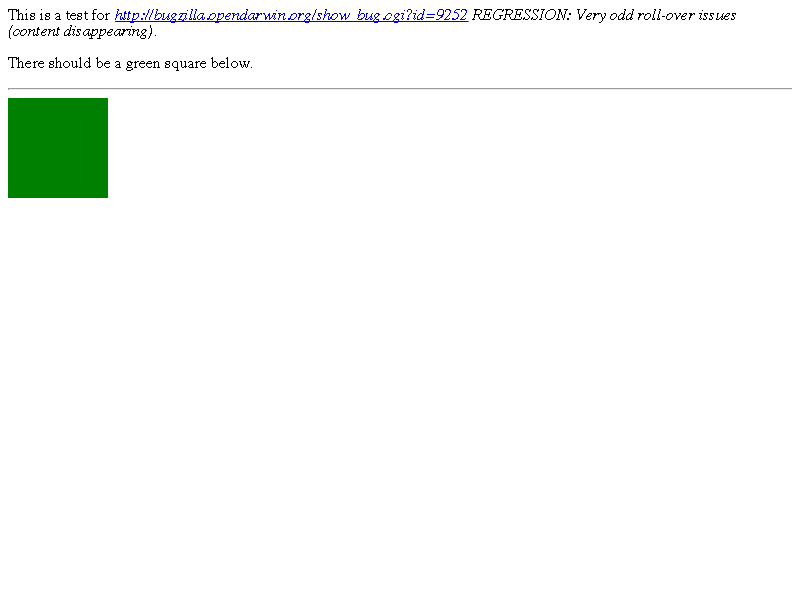 This is a test for http://bugzilla.opendarwin.org/show_bug.cgi?id=9252 REGRESSION: Very odd roll-over issues
(content disappearing).
There should be a green square below.